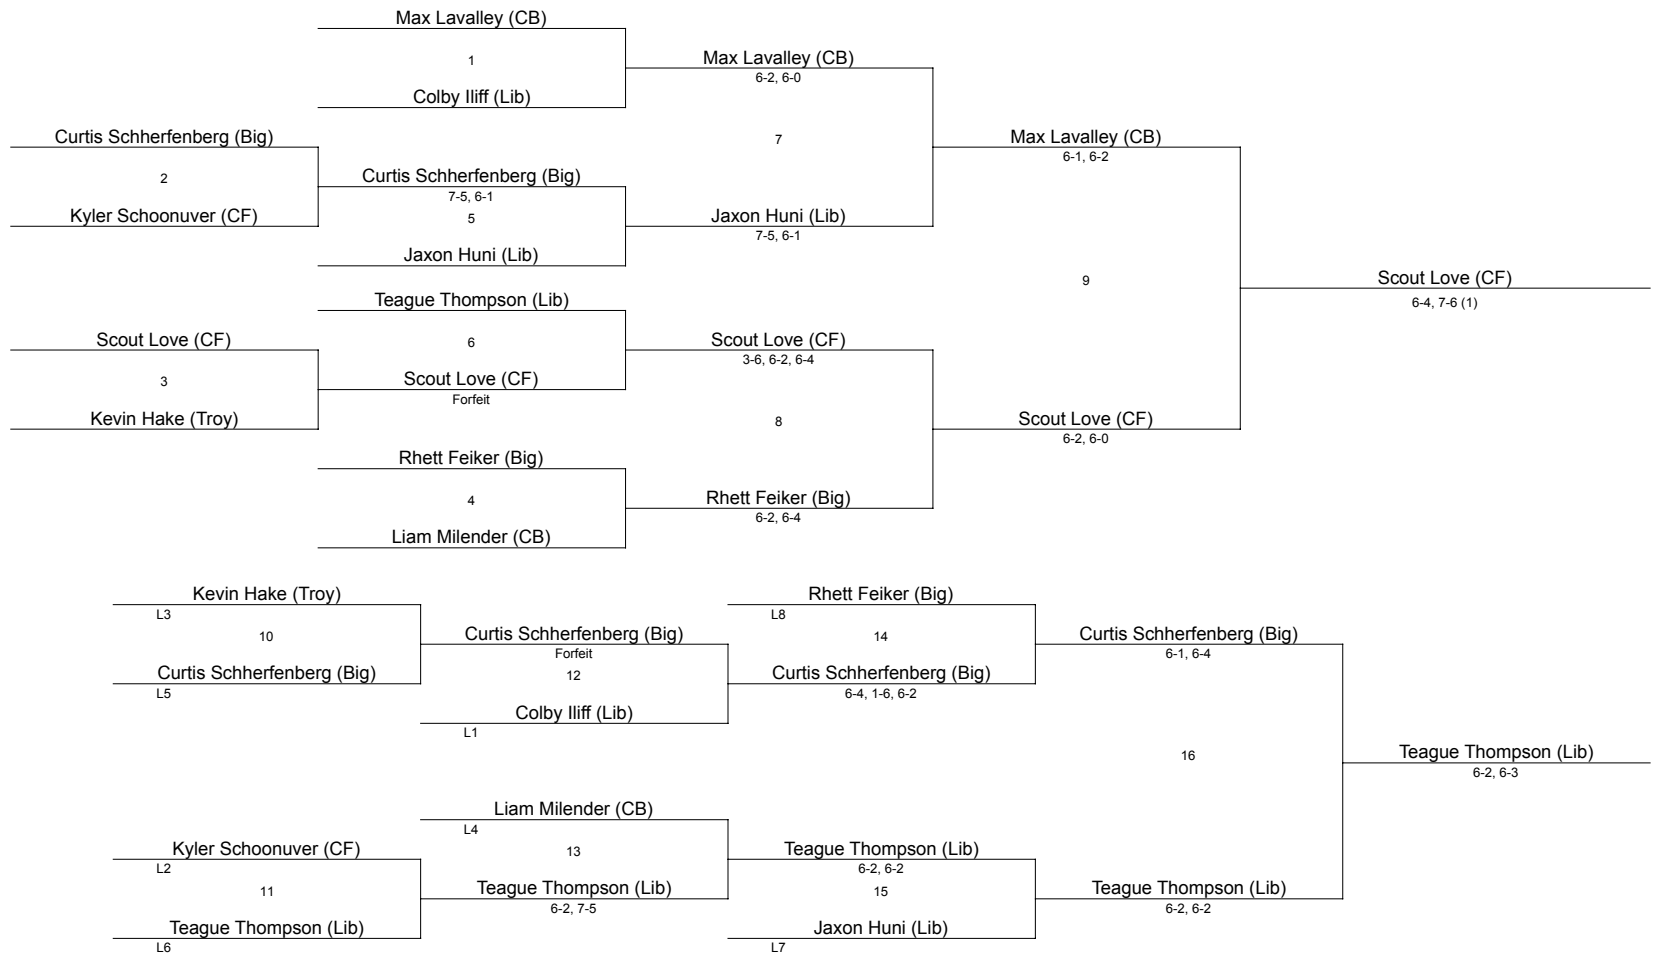 Max Lavalley (CB)
1
Max Lavalley (CB)
6-2, 6-0
Colby Iliff (Lib)
Curtis Schherfenberg (Big)
7
Max Lavalley (CB)
6-1, 6-2
2
Curtis Schherfenberg (Big)
7-5, 6-1
Kyler Schoonuver (CF)
5
Jaxon Huni (Lib)
7-5, 6-1
Jaxon Huni (Lib)
9
Scout Love (CF)
6-4, 7-6 (1)
Teague Thompson (Lib)
Scout Love (CF)
6
Scout Love (CF)
3-6, 6-2, 6-4
3
Scout Love (CF)
Forfeit
Kevin Hake (Troy)
8
Scout Love (CF)
6-2, 6-0
Rhett Feiker (Big)
4
Rhett Feiker (Big)
6-2, 6-4
Liam Milender (CB)
Kevin Hake (Troy)
L3
Rhett Feiker (Big)
L8
10
Curtis Schherfenberg (Big)
Forfeit
14
Curtis Schherfenberg (Big)
6-1, 6-4
Curtis Schherfenberg (Big)
L5
12
Curtis Schherfenberg (Big)
6-4, 1-6, 6-2
Colby Iliff (Lib)
L1
16
Teague Thompson (Lib)
6-2, 6-3
Liam Milender (CB)
L4
Kyler Schoonuver (CF)
L2
13
Teague Thompson (Lib)
6-2, 6-2
11
Teague Thompson (Lib)
6-2, 7-5
15
Teague Thompson (Lib)
6-2, 6-2
Teague Thompson (Lib)
L6
Jaxon Huni (Lib)
L7